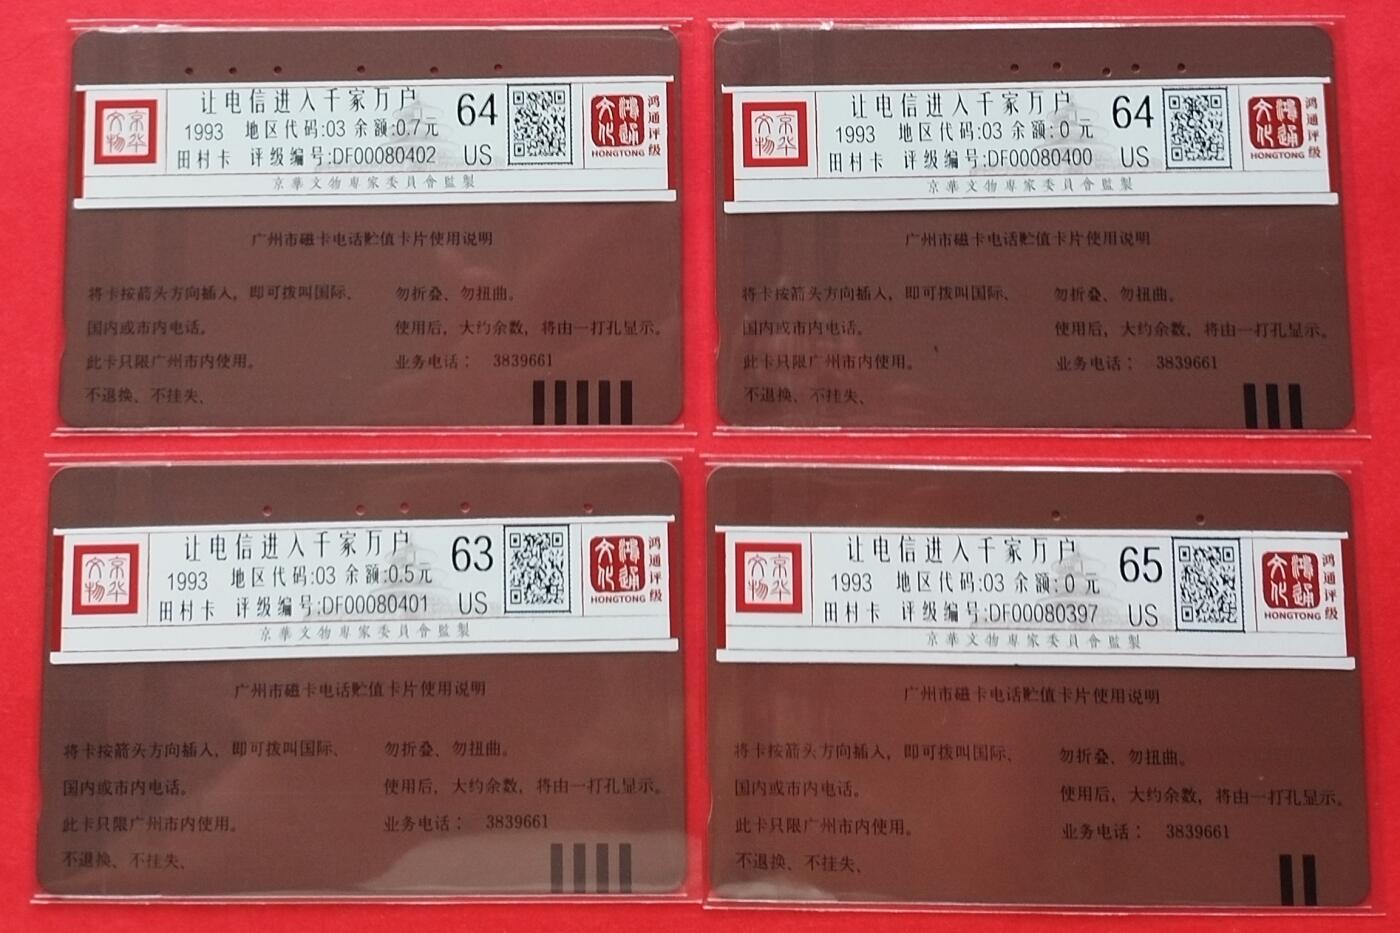 京华
文物
让电信进入千家万户
1993 地区代码:03 余额:0.7元
田村卡 评级编号:DF00080402
64
US
鸿通
文化
HONGTONG
鸿通评级
京華文物專家委員會監製
广州市磁卡电话贮值卡片使用说明
将卡按箭头方向插入，即可拨叫国际、
国内或市内电话。
此卡只限广州市内使用。
不退换、不挂失、
勿折叠、勿扭曲。
使用后，大约余数，将由一打孔显示。
业务电话： 3839661
京华
文物
让电信进入千家万户
1993 地区代码:03 余额:0 元
田村卡 评级编号:DF00080400
64
US
鸿通
文化
HONGTONG
鸿通评级
京華文物專家委員會監製
广州市磁卡电话贮值卡片使用说明
将卡按箭头方向插入，即可拨叫国际、
国内或市内电话。
此卡只限广州市内使用。
不退换、不挂失、
勿折叠、勿扭曲。
使用后，大约余数，将由一打孔显示。
业务电话： 3839661
京华
文物
让电信进入千家万户
1993 地区代码:03 余额:0.5元
田村卡 评级编号:DF00080401
63
US
鸿通
文化
HONGTONG
鸿通评级
京華文物專家委員會監製
广州市磁卡电话贮值卡片使用说明
将卡按箭头方向插入，即可拨叫国际、
国内或市内电话。
此卡只限广州市内使用。
不退换、不挂失、
勿折叠、勿扭曲。
使用后，大约余数，将由一打孔显示。
业务电话： 3839661
京华
文物
让电信进入千家万户
1993 地区代码:03 余额:0 元
田村卡 评级编号:DF00080397
65
US
鸿通
文化
HONGTONG
鸿通评级
京華文物專家委員會監製
广州市磁卡电话贮值卡片使用说明
将卡按箭头方向插入，即可拨叫国际、
国内或市内电话。
此卡只限广州市内使用。
不退换、不挂失、
勿折叠、勿扭曲。
使用后，大约余数，将由一打孔显示。
业务电话： 3839661